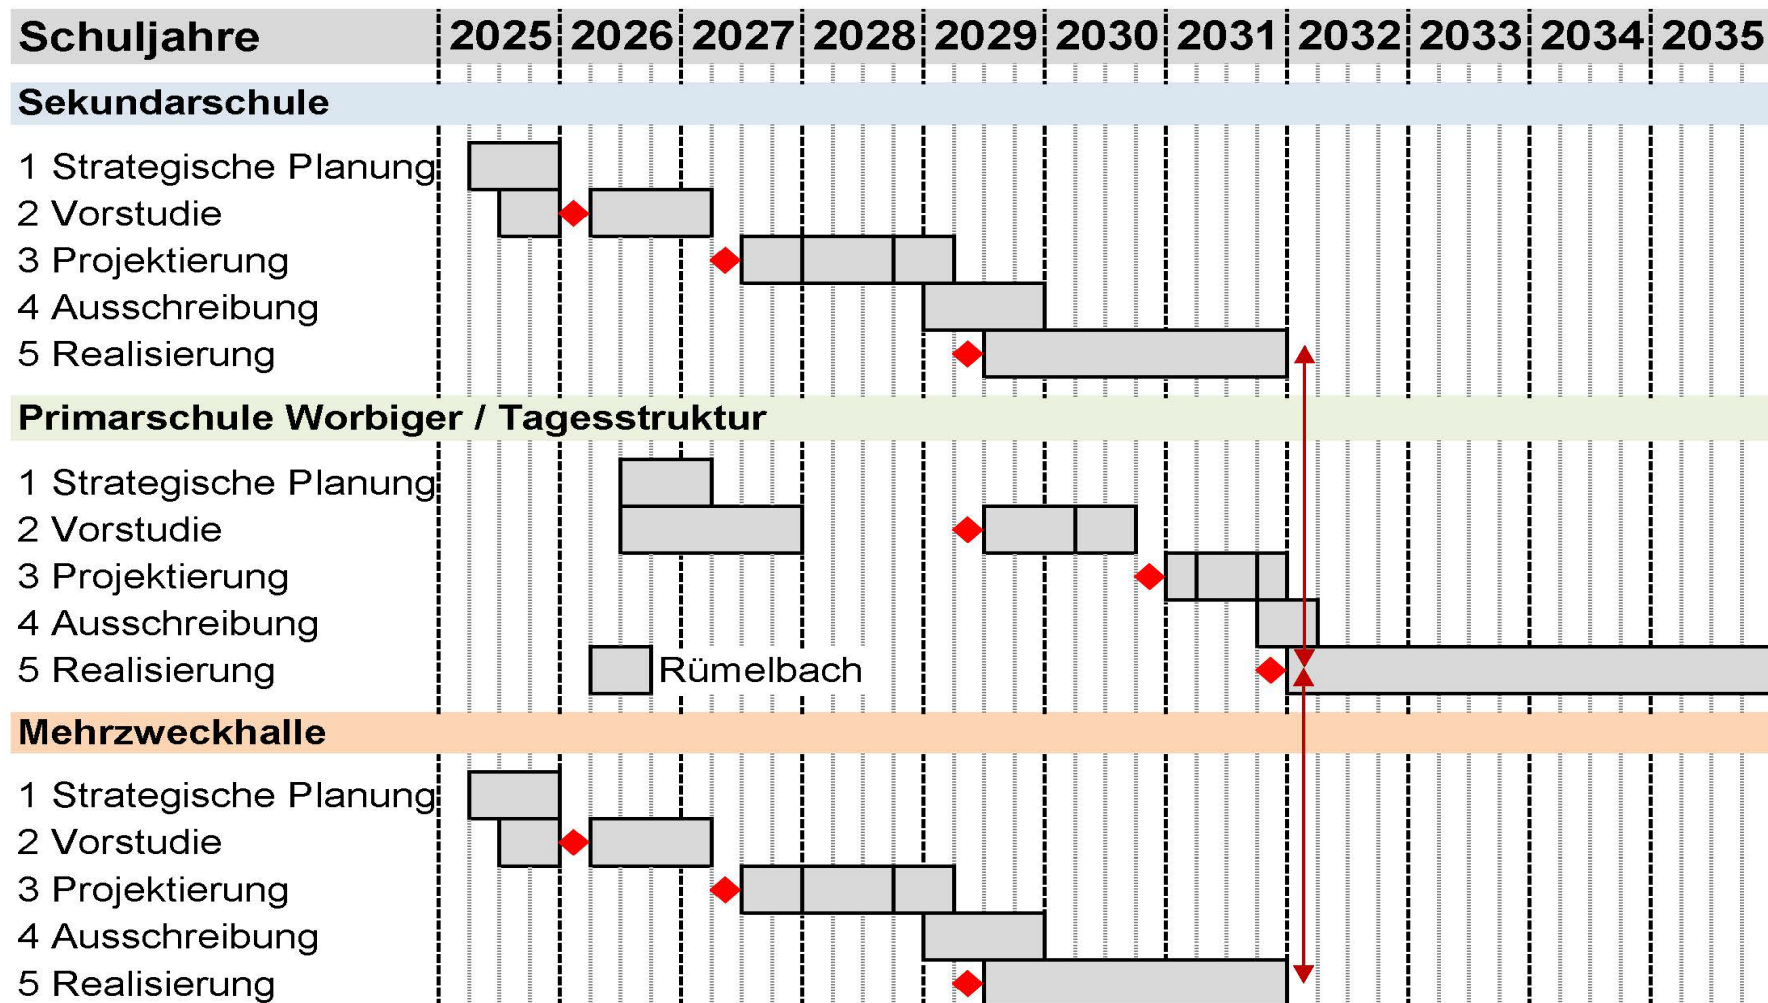 Schuljahre 2025 2026 2027 2028 2029 2030 2031 2032 2033 2034 2035
Sekundarschule
1 Strategische Planung
2 Vorstudie
3 Projektierung
4 Ausschreibung
5 Realisierung
Primarschule Worbiger / Tagesstruktur
1 Strategische Planung
2 Vorstudie
3 Projektierung
4 Ausschreibung
5 Realisierung Rümelbach
Mehrzweckhalle
1 Strategische Planung
2 Vorstudie
3 Projektierung
4 Ausschreibung
5 Realisierung